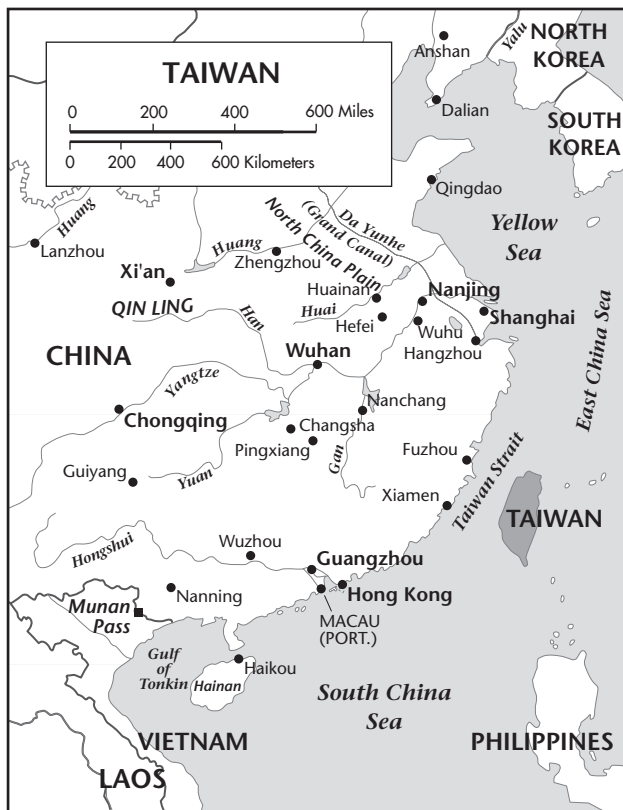 TAIWAN
0 200 400 600 Miles
0 200 400 600 Kilometers
Anshan
Yalu
NORTH
KOREA
Dalian
SOUTH
KOREA
Qingdao
Yellow
Sea
Huang
Lanzhou
Huang
Zhengzhou
North China Plain
Da Yunhe
(Grand Canal)
Xi'an
QIN LING
Han
Huainan
Huai
Hefei
Nanjing
Wuhu
Shanghai
Hangzhou
East China Sea
CHINA
Wuhan
Yangtze
Chongqing
Nanchang
Changsha
Pingxiang
Gan
Yuan
Guiyang
Fuzhou
Xiamen
Taiwan Strait
TAIWAN
Hongshui
Wuzhou
Guangzhou
Nanning
Hong Kong
MACAU
(PORT.)
Munan
Pass
Gulf
of
Tonkin
Haikou
Hainan
South China
Sea
VIETNAM
LAOS
PHILIPPINES